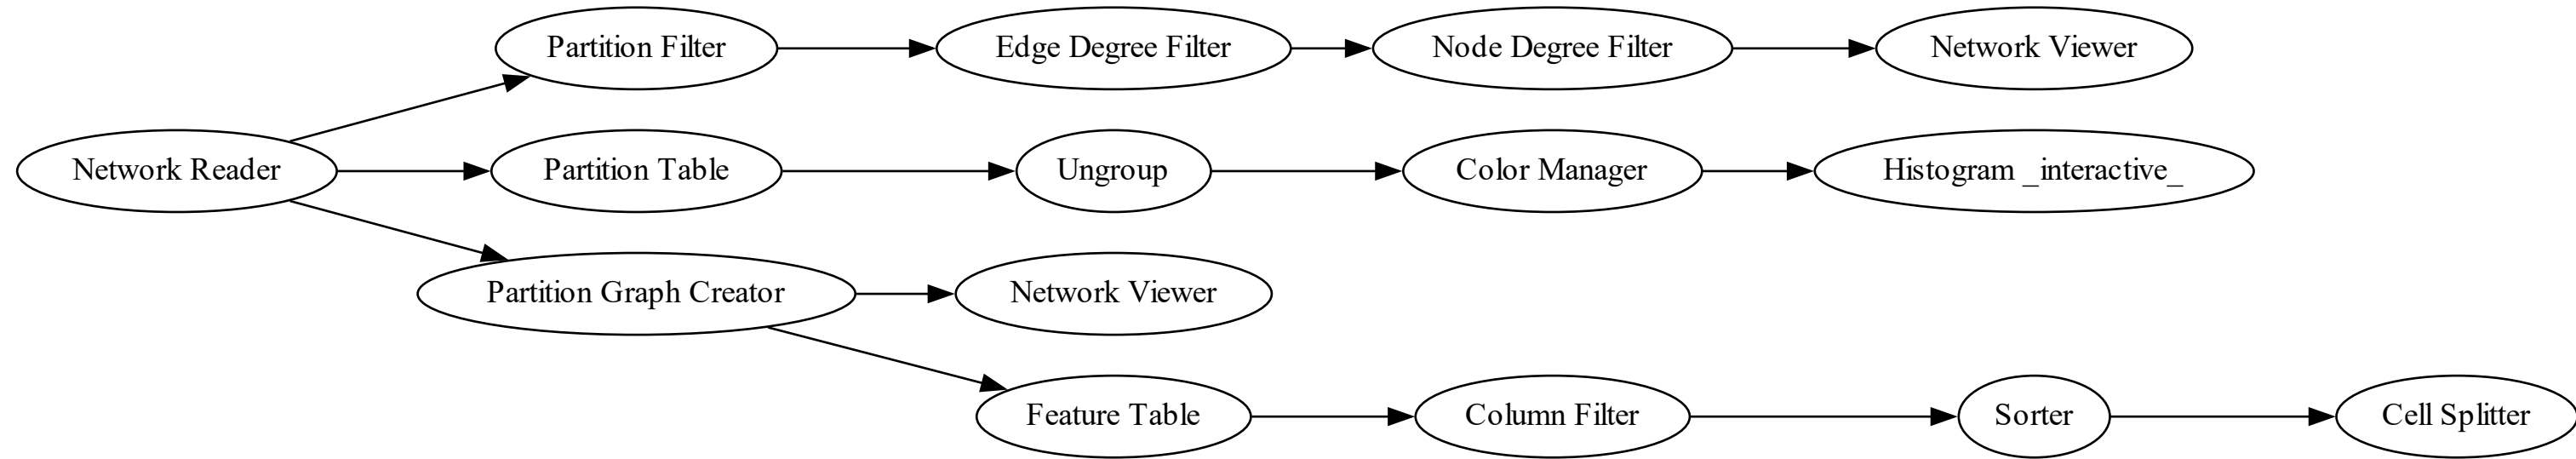 Partition Filter
Edge Degree Filter
Node Degree Filter
Network Viewer
Network Reader
Partition Table
Ungroup
Color Manager
Histogram _interactive_
Partition Graph Creator
Network Viewer
Feature Table
Column Filter
Sorter
Cell Splitter